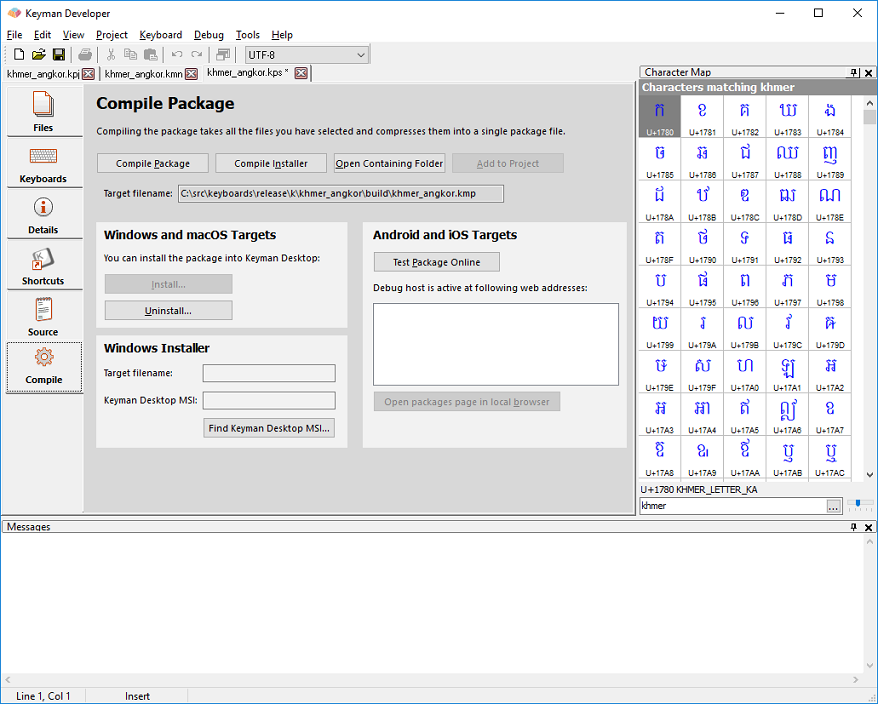 Keyman Developer
File Edit View Project Keyboard Debug Tools Help
UTF-8
khmer_angkor.kpj khmer_angkor.kmn khmer_angkor.kps *
Files
Keyboards
Details
Shortcuts
Source
Compile
Compile Package
Compiling the package takes all the files you have selected and compresses them into a single package file.
Compile Package Compile Installer Open Containing Folder Add to Project
Target filename: C:\src\keyboards\release\k\khmer_angkor\build\khmer_angkor.kmp
Windows and macOS Targets
You can install the package into Keyman Desktop:
Install...
Uninstall...
Windows Installer
Target filename:
Keyman Desktop MSI:
Find Keyman Desktop MSI...
Android and iOS Targets
Test Package Online
Debug host is active at following web addresses:
Open packages page in local browser
Character Map
Characters matching khmer
ក ខ គ ឃ ង
U+1780 U+1781 U+1782 U+1783 U+1784
ច ឆ ជ ឈ ញ
U+1785 U+1786 U+1787 U+1788 U+1789
ដ ឋ ឌ ឍ ណ
U+178A U+178B U+178C U+178D U+178E
ត ថ ទ ធ ន
U+178F U+1790 U+1791 U+1792 U+1793
ប ផ ព ភ ម
U+1794 U+1795 U+1796 U+1797 U+1798
យ រ ល វ ឝ
U+1799 U+179A U+179B U+179C U+179D
ឞ ស ហ ឡ អ
U+179E U+179F U+17A0 U+17A1 U+17A2
ឣ ឤ ឥ ឦ ឧ
U+17A3 U+17A4 U+17A5 U+17A6 U+17A7
ឨ ឩ ឪ ឫ ឬ
U+17A8 U+17A9 U+17AA U+17AB U+17AC
U+1780 KHMER_LETTER_KA
khmer ...
Messages
Line 1, Col 1 Insert